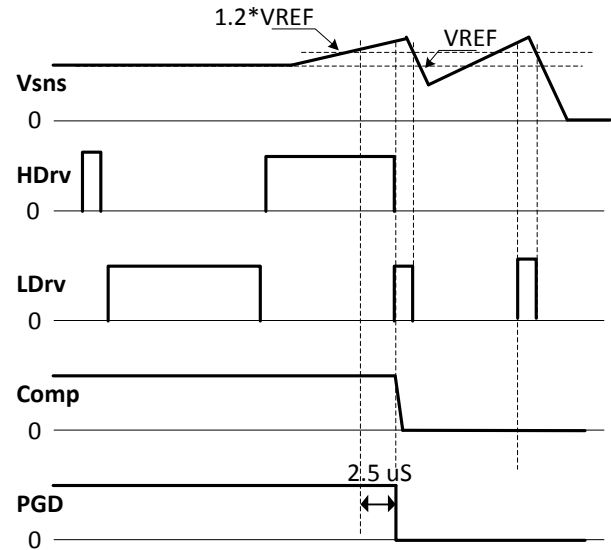 1.2*VREF
VREF
Vsns
0
HDrv
0
LDrv
0
Comp
0
2.5 uS
PGD
0